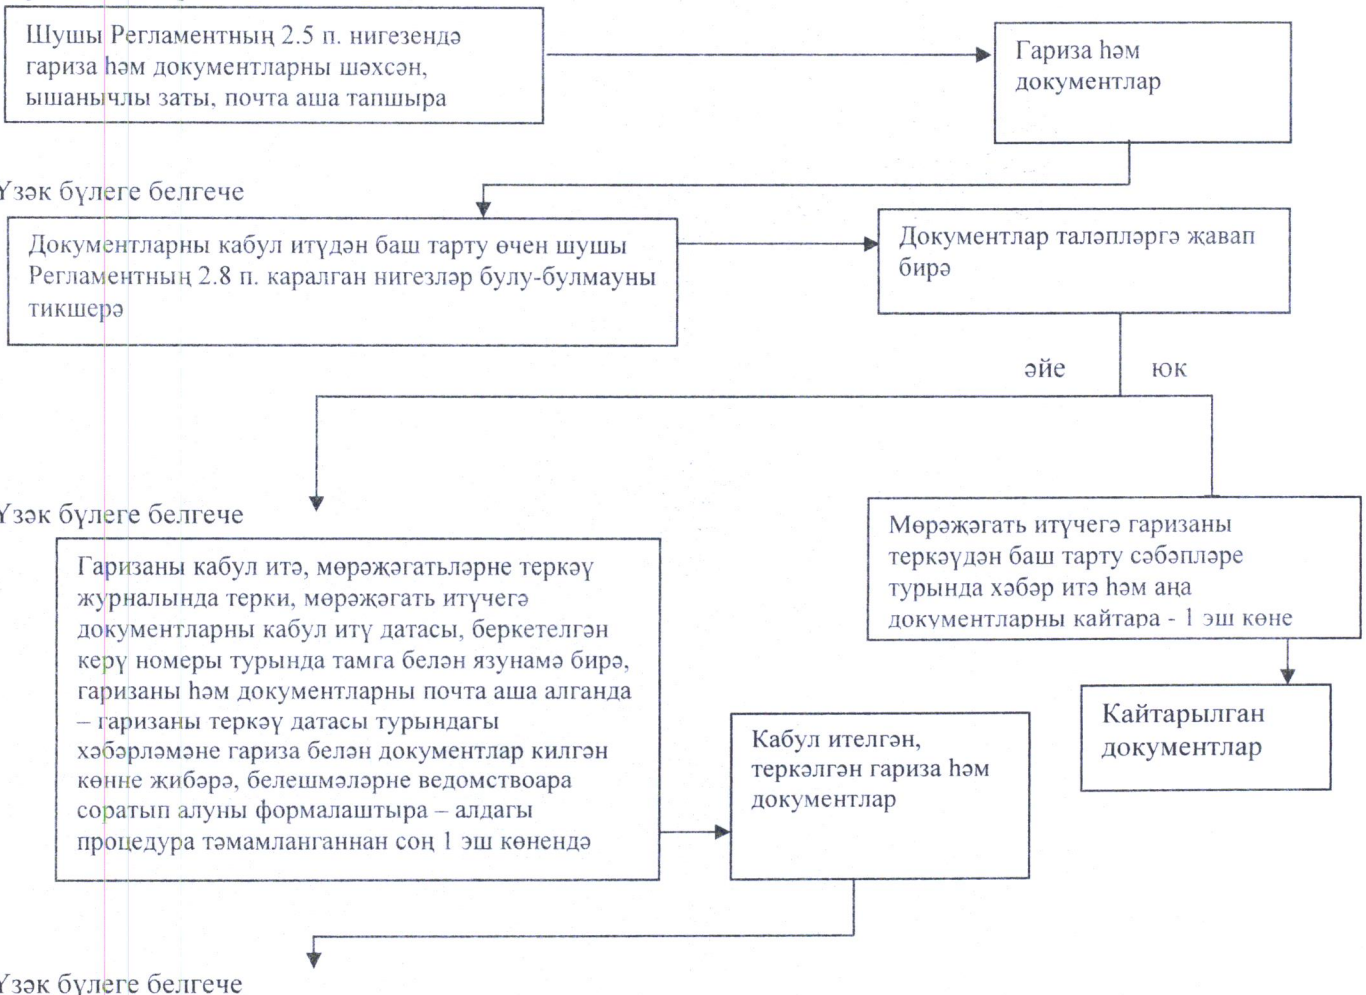 Шушы Регламентның 2.5 п. нигезендә
гариза һәм документларны шәхсән,
ышанычлы заты, почта аша тапшыра
Гариза һәм
документлар
Үзәк бүлеге белгече
Документларны кабул итүдән баш тарту өчен шушы
Регламентның 2.8 п. каралган нигезләр булу-булмауны
тикшерә
Документлар таләпләргә җавап
бирә
әйе
юк
Үзәк бүлеге белгече
Гаризаны кабул итә, мөрәҗәгатьләрне теркәү
журналында терки, мөрәҗәгать итүчегә
документларны кабул итү датасы, беркетелгән
керү номеры турында тамга белән язунамә бирә,
гаризаны һәм документларны почта аша алганда
– гаризаны теркәү датасы турындагы
хәбәрләмәне гариза белән документлар килгән
көнне җибәрә, белешмәләрне ведомствоара
соратып алуны формалаштыра – алдагы
процедура тәмамланганнан соң 1 эш көнендә
Мөрәҗәгать итүчегә гаризаны
теркәүдән баш тарту сәбәпләре
турында хәбәр итә һәм аңа
документларны кайтара - 1 эш көне
Кабул ителгән,
теркәлгән гариза һәм
документлар
Кайтарылган
документлар
Үзәк бүлеге белгече